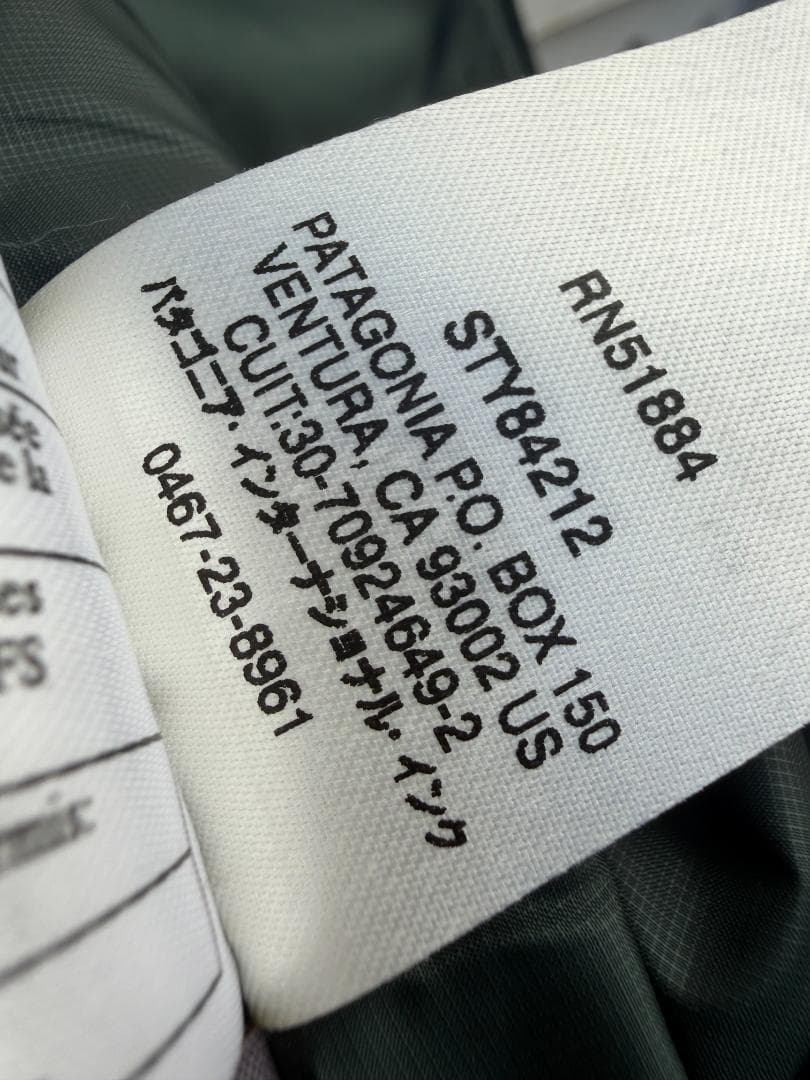 RN51884
STY84212
PATAGONIA P.O. BOX 150
VENTURA, CA 93002 US
CUIT:30-70924649-2
パタゴニア・インターナショナル・インク
0467-23-8961